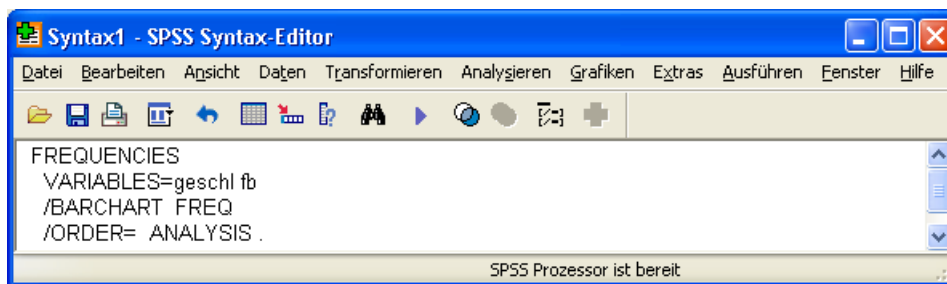 Syntax1 - SPSS Syntax-Editor
Datei Bearbeiten Ansicht Daten Transformieren Analysieren Grafiken Extras Ausführen Fenster Hilfe
FREQUENCIES
VARIABLES=geschl fb
/BARCHART FREQ
/ORDER= ANALYSIS .
SPSS Prozessor ist bereit